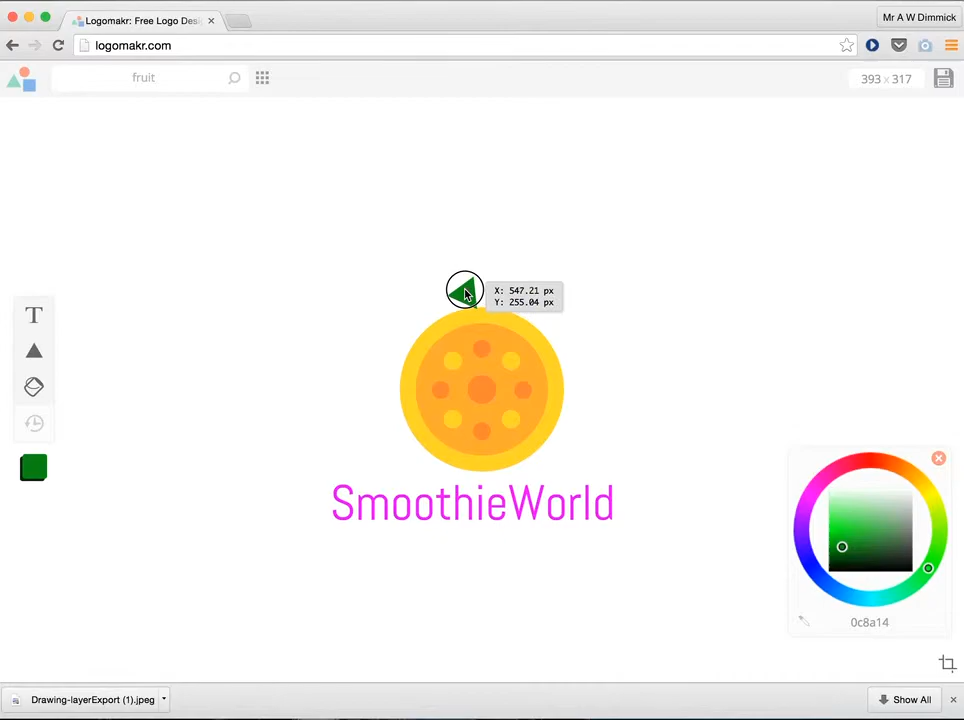 Logomakr: Free Logo Desi
Mr A W Dimmick
logomakr.com
fruit
393 x 317
X: 547.21 px
Y: 255.04 px
T
SmoothieWorld
0c8a14
Drawing-layerExport (1).jpeg
Show All